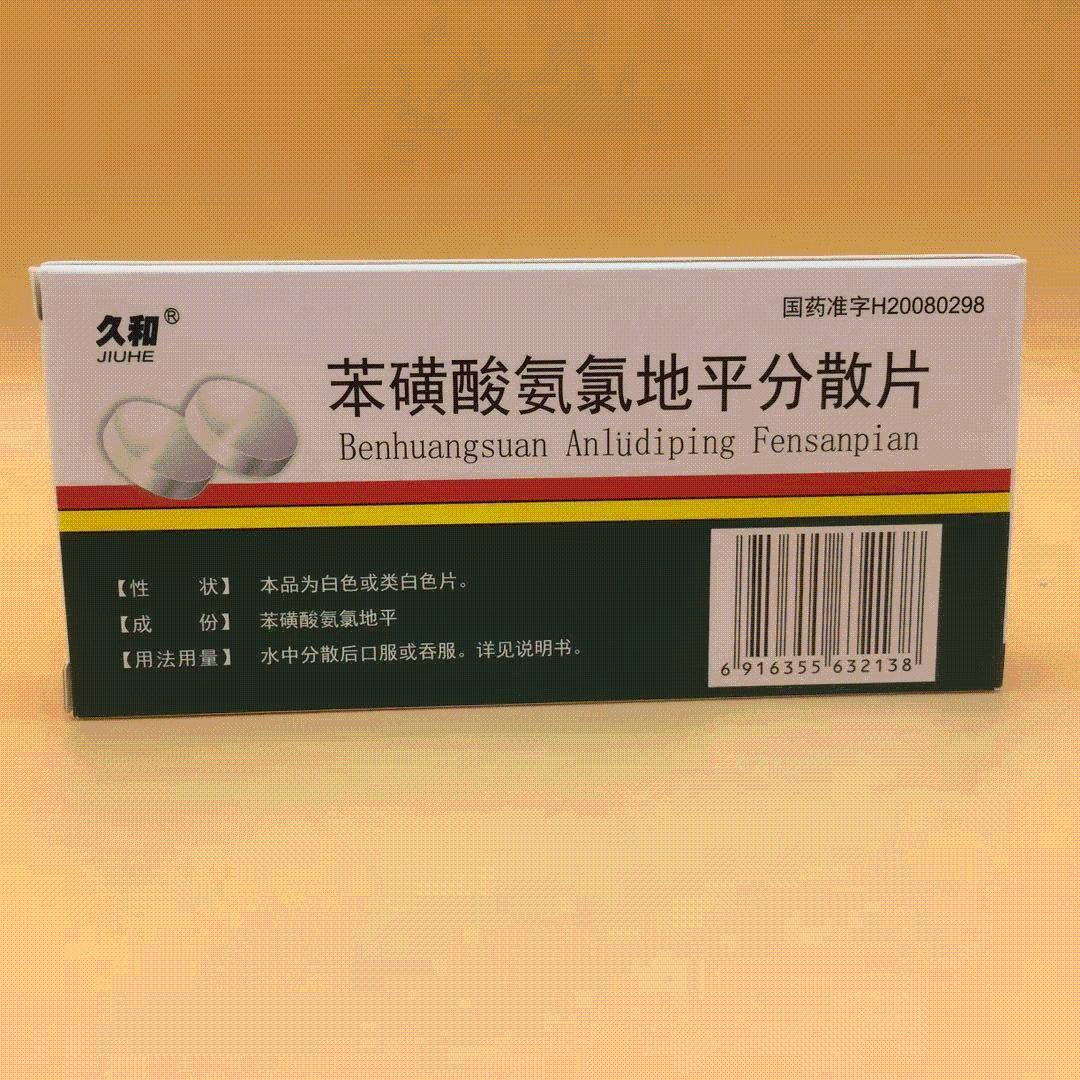 久和®
JIUHE
国药准字H20080298
苯磺酸氨氯地平分散片
Benhuangsuan Anlüdiping Fensanpian
【性 状】 本品为白色或类白色片。
【成 份】 苯磺酸氨氯地平
【用法用量】 水中分散后口服或吞服。详见说明书。
6 916355 632138